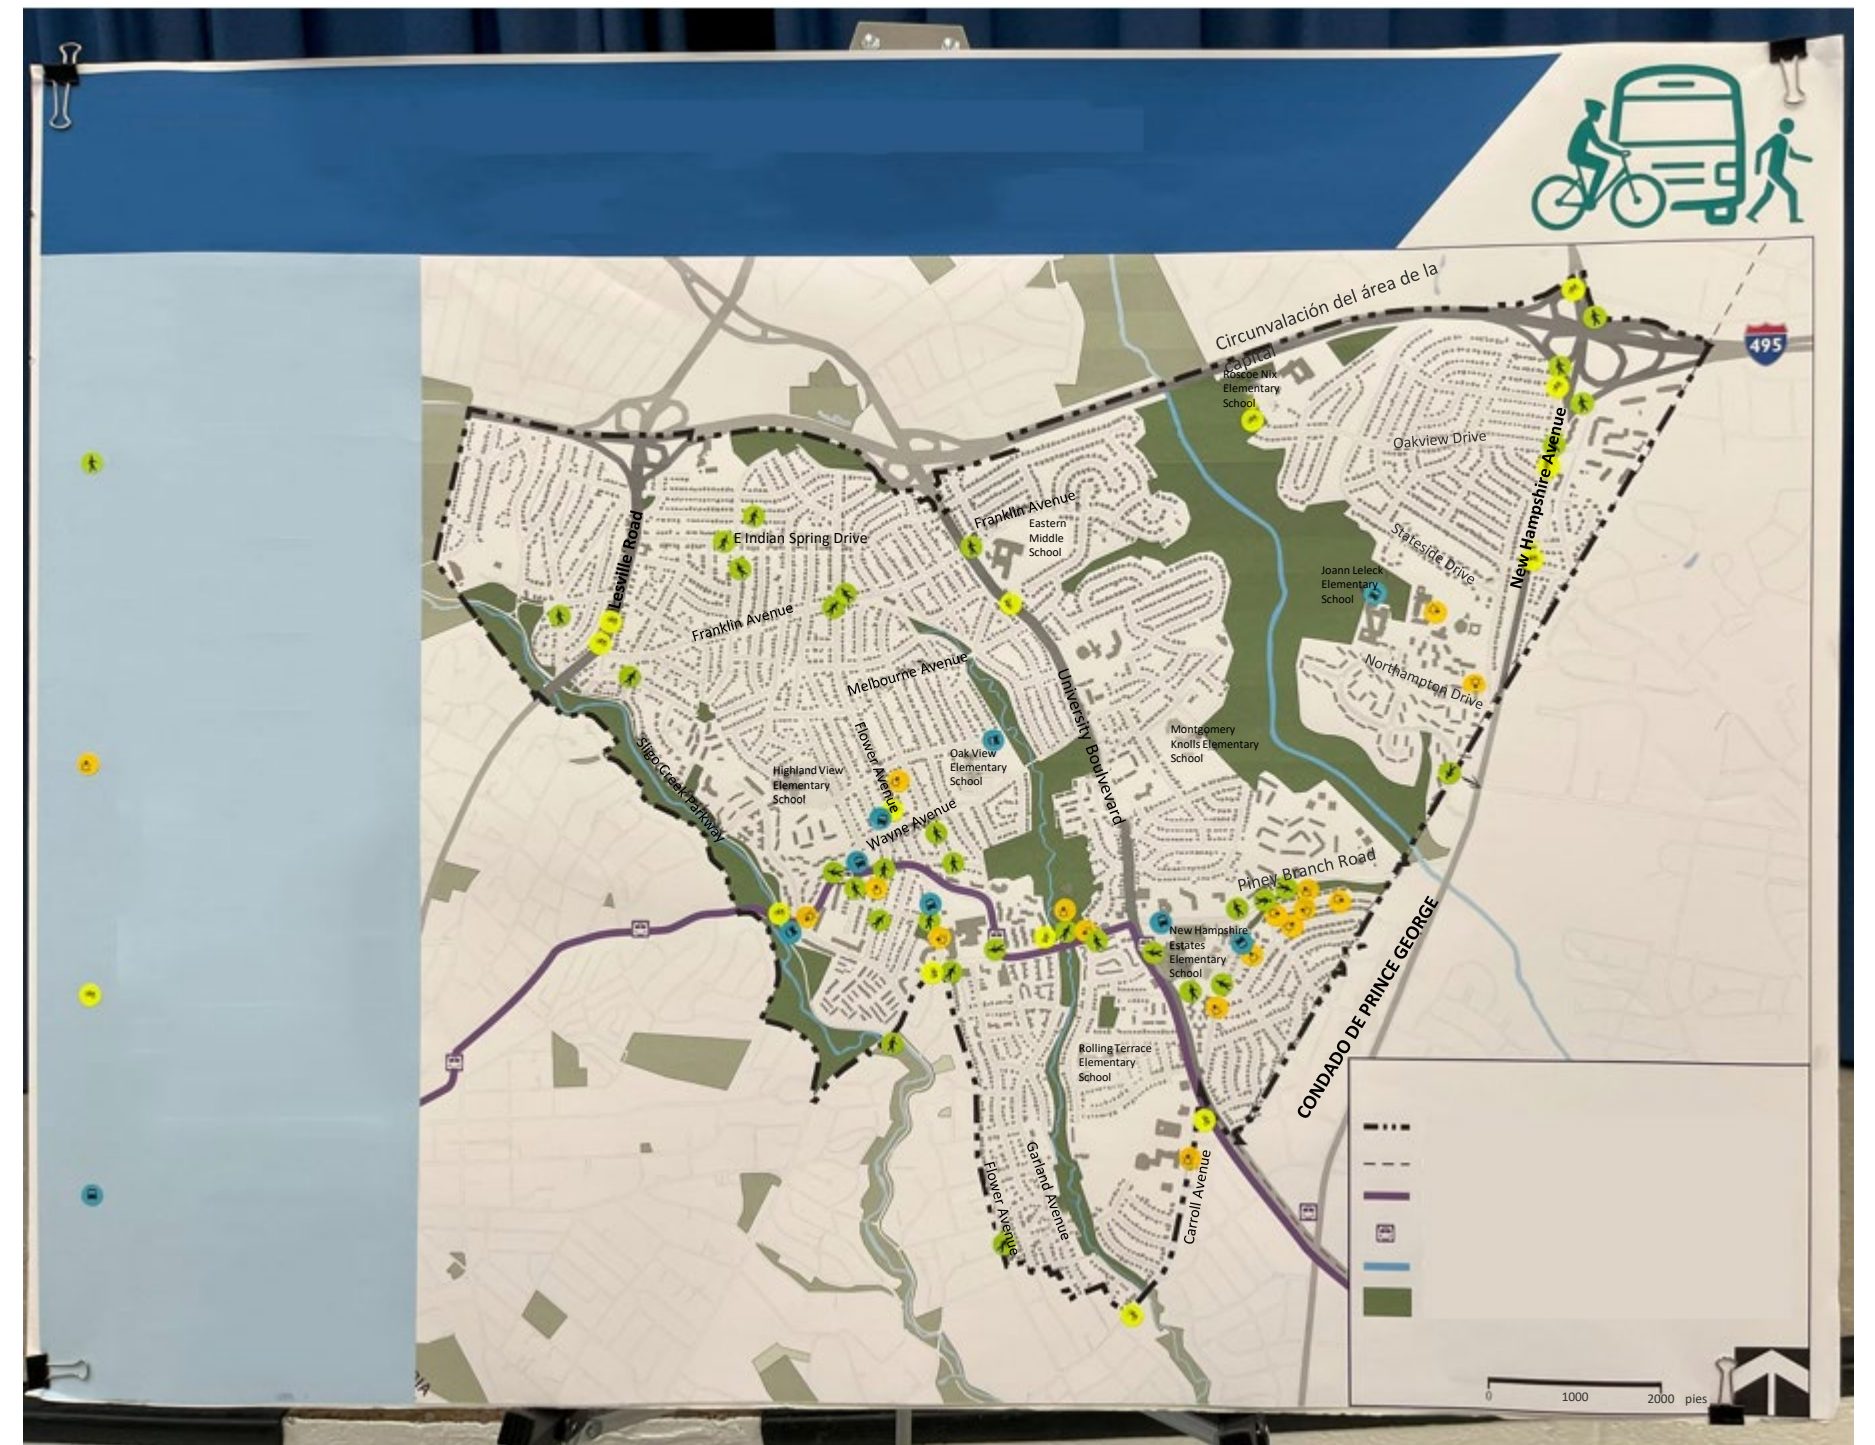 Circunvalación del área de la
Capital
495
Roscoe Nix
Elementary
School
Oakview Drive
New Hampshire Avenue
Franklin Avenue
Eastern
Middle
School
Lesville Road
E Indian Spring Drive
Stateside Drive
Joann Leleck
Elementary
School
Franklin Avenue
Melbourne Avenue
Northampton Drive
University Boulvevard
Sligo Creek Parkway
Flower Avenue
Oak View
Elementary
School
Montgomery
Knolls Elementary
School
Highland View
Elementary
School
Wayne Avenue
Piney Branch Road
New Hampshire
Estates
Elementary
School
CONDADO DE PRINCE GEORGE
Rolling Terrace
Elementary
School
Flower Avenue
Garland Avenue
Carroll Avenue
0 1000 2000 pies